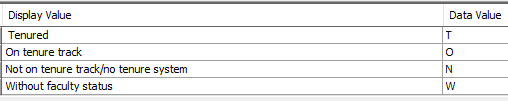 Display Value Data Value
Tenured T
On tenure track O
Not on tenure track/no tenure system N
Without faculty status W